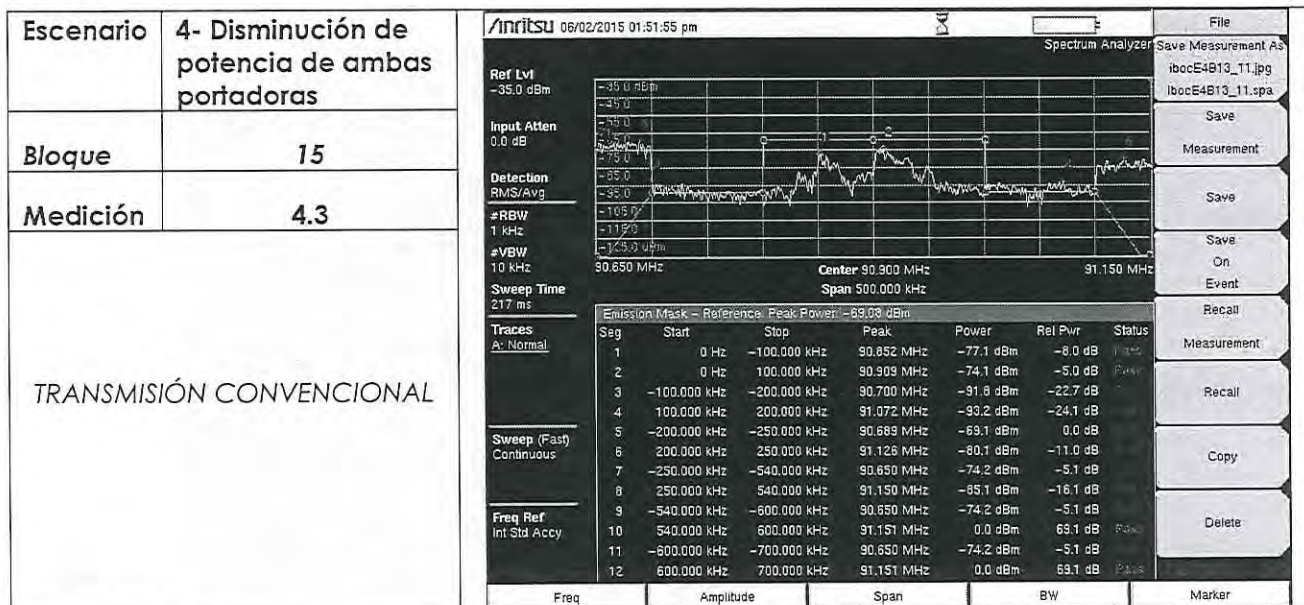 Escenario 4- Disminución de
potencia de ambas
portadoras
Bloque 15
Medición 4.3
TRANSMISIÓN CONVENCIONAL
Anritsu 06/02/2015 01:51:55 pm
Spectrum Analyzer
Ref Lvl
-35.0 dBm
Input Atten
0.0 dB
Detection
RMS/Avg
#RBW
1 kHz
#VBW
10 kHz
Sweep Time
217 ms
Traces
A: Normal
Sweep (Fast)
Continuous
Freq Ref
Int Std Accy
-35.0 dBm
-45.0
-55.0
-75.0
-85.0
-95.0
-105.0
-115.0
-125.0 dBm
1 2
90.650 MHz Center 90.900 MHz 91.150 MHz
Span 500.000 kHz
Emission Mask - Reference: Peak Power: -69.08 dBm
Seg Start Stop Peak Power Rel Pwr Status
1 0 Hz -100.000 kHz 90.852 MHz -77.1 dBm -8.0 dB Pass
2 0 Hz 100.000 kHz 90.909 MHz -74.1 dBm -5.0 dB Pass
3 -100.000 kHz -200.000 kHz 90.700 MHz -91.8 dBm -22.7 dB
4 100.000 kHz 200.000 kHz 91.072 MHz -93.2 dBm -24.1 dB
5 -200.000 kHz -250.000 kHz 90.689 MHz -69.1 dBm 0.0 dB
6 200.000 kHz 250.000 kHz 91.126 MHz -80.1 dBm -11.0 dB
7 -250.000 kHz -540.000 kHz 90.650 MHz -74.2 dBm -5.1 dB
8 250.000 kHz 540.000 kHz 91.150 MHz -85.1 dBm -16.1 dB
9 -540.000 kHz -600.000 kHz 90.650 MHz -74.2 dBm -5.1 dB
10 540.000 kHz 600.000 kHz 91.151 MHz 0.0 dBm 69.1 dB Pass
11 -600.000 kHz -700.000 kHz 90.650 MHz -74.2 dBm -5.1 dB
12 600.000 kHz 700.000 kHz 91.151 MHz 0.0 dBm 69.1 dB Pass
File
Save Measurement As
ibocE4B13_11.jpg
ibocE4B13_11.spa
Save
Measurement
Save
Save
On
Event
Recall
Measurement
Recall
Copy
Delete
Freq Amplitude Span BW Marker